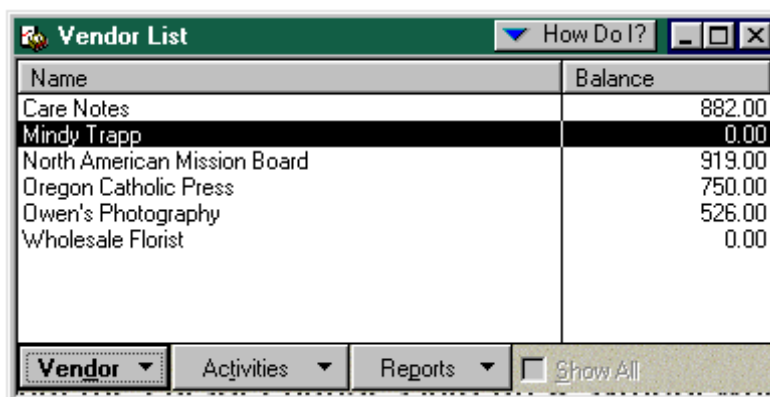 Vendor List How Do I?
Name Balance
Care Notes 882.00
Mindy Trapp 0.00
North American Mission Board 919.00
Oregon Catholic Press 750.00
Owen's Photography 526.00
Wholesale Florist 0.00
Vendor Activities Reports Show All